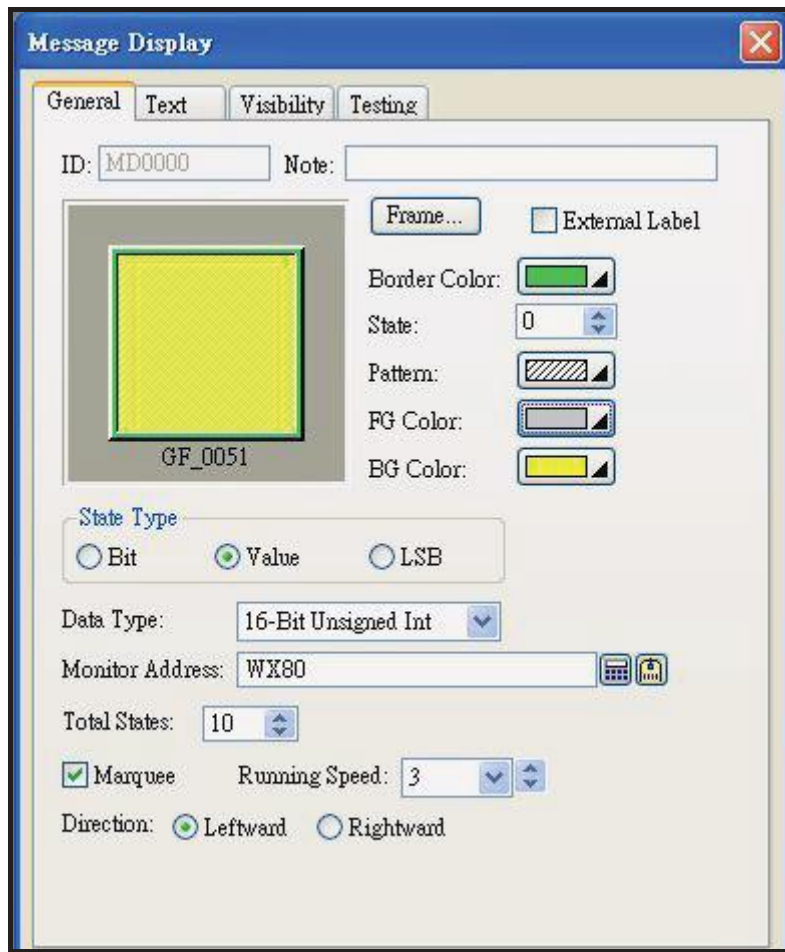 Message Display
General Text Visibility Testing
ID: MD0000 Note:
Frame... External Label
Border Color:
State: 0
Pattern:
FG Color:
GF_0051
BG Color:
State Type
Bit Value LSB
Data Type: 16-Bit Unsigned Int
Monitor Address: WX80
Total States: 10
Marquee Running Speed: 3
Direction: Leftward Rightward